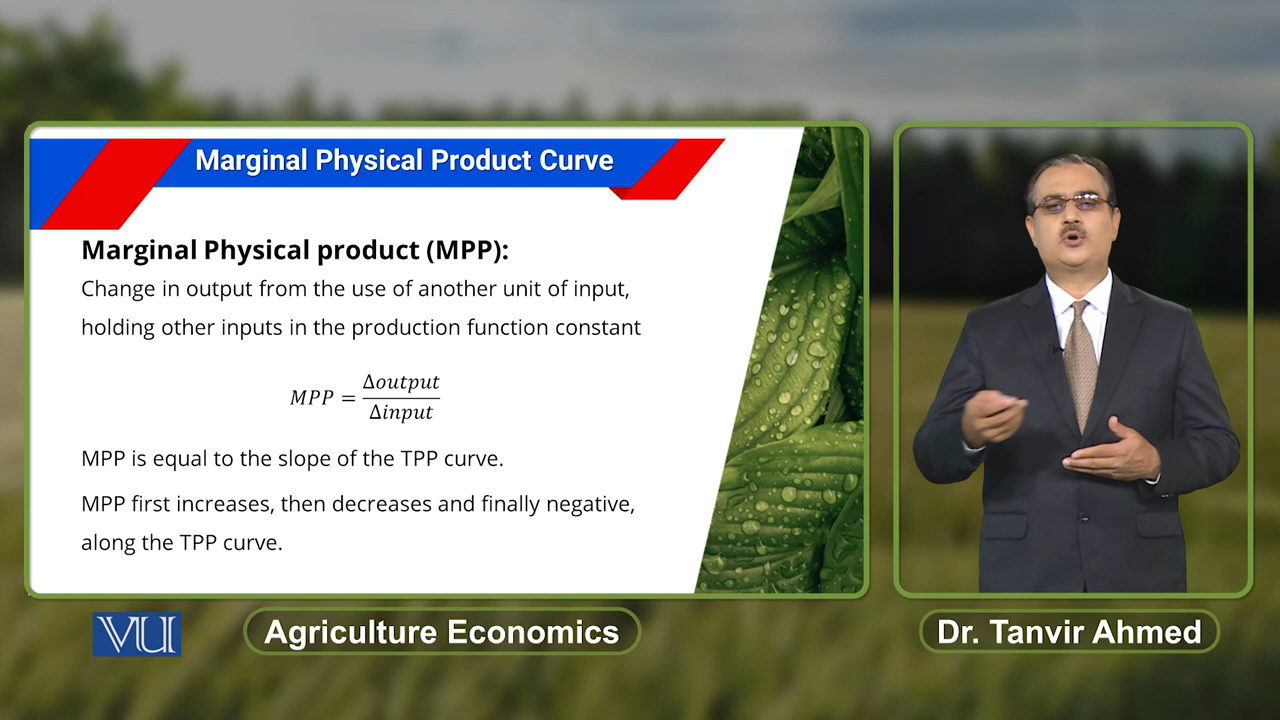 Marginal Physical Product Curve
Marginal Physical product (MPP):
Change in output from the use of another unit of input,
holding other inputs in the production function constant
MPP = Δoutput / Δinput
MPP is equal to the slope of the TPP curve.
MPP first increases, then decreases and finally negative,
along the TPP curve.
VU
Agriculture Economics
Dr. Tanvir Ahmed